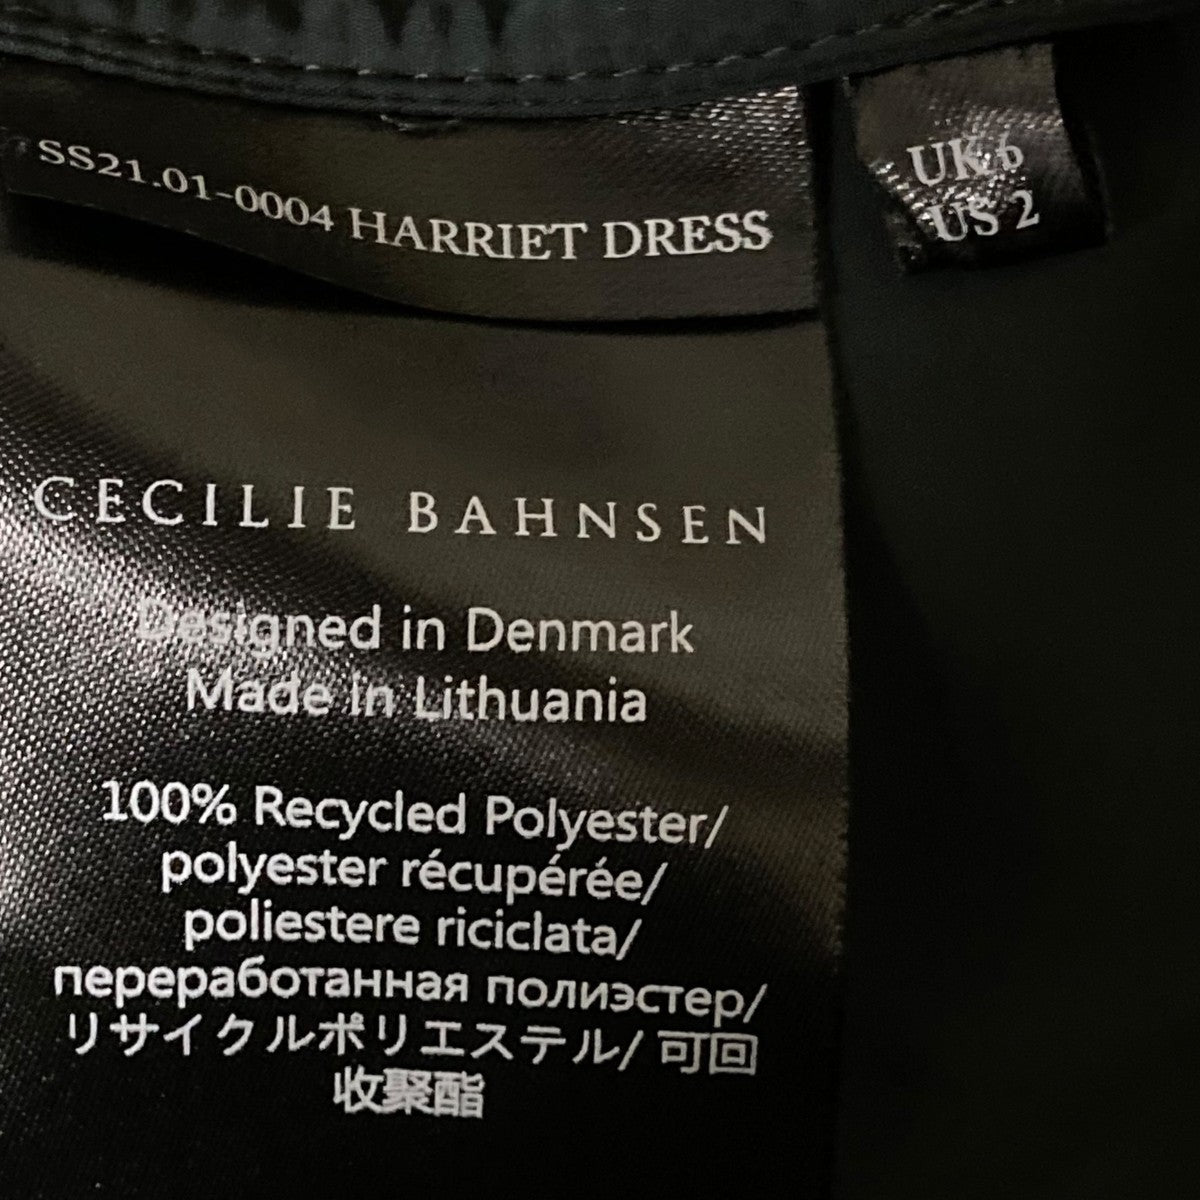 SS21.01-0004 HARRIET DRESS
UK 6
US 2
CECILIE BAHNSEN
Designed in Denmark
Made in Lithuania
100% Recycled Polyester/
polyester récupérée/
poliestere riciclata/
переработанная полиэстер/
リサイクルポリエステル/ 可回
收聚酯